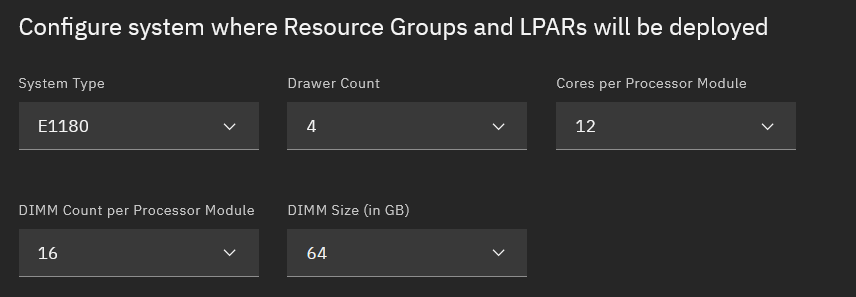 Configure system where Resource Groups and LPARs will be deployed
System Type
Drawer Count
Cores per Processor Module
E1180
4
12
DIMM Count per Processor Module
DIMM Size (in GB)
16
64